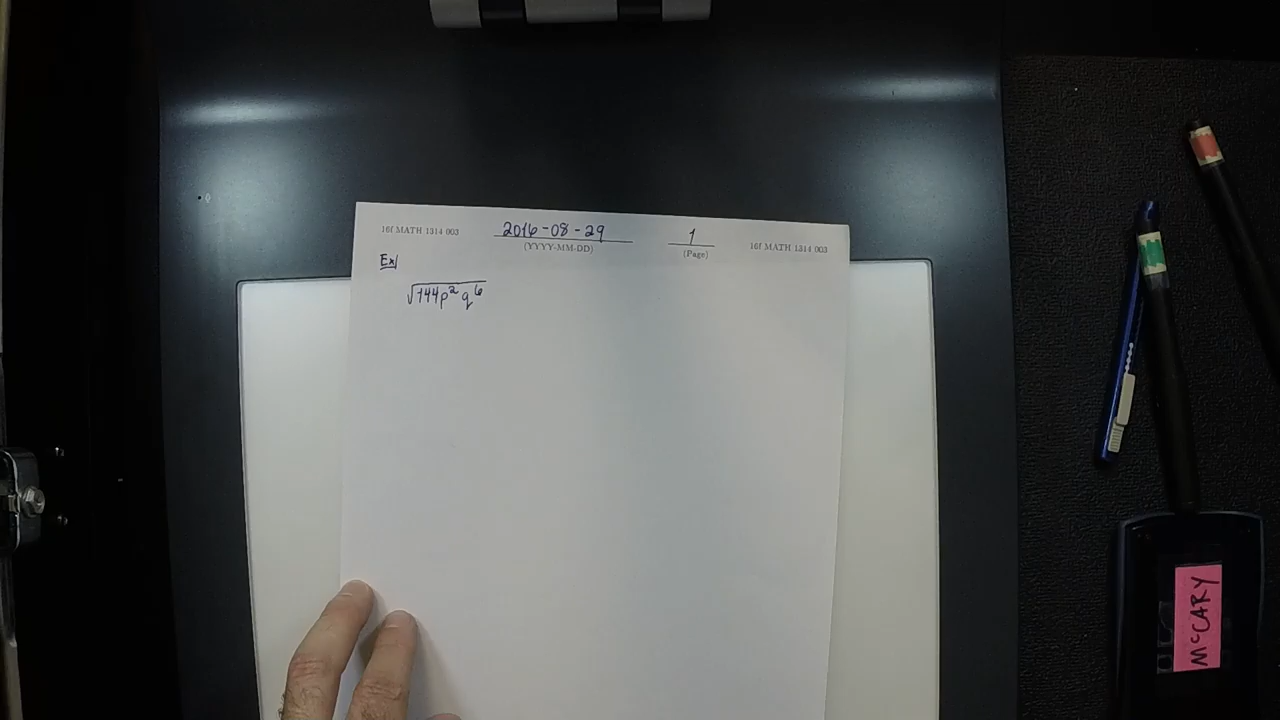 16f MATH 1314 003 2016-08-29 1 16f MATH 1314 003
(YYYY-MM-DD) (Page)
Ex/
√144p²q⁶
McCARY